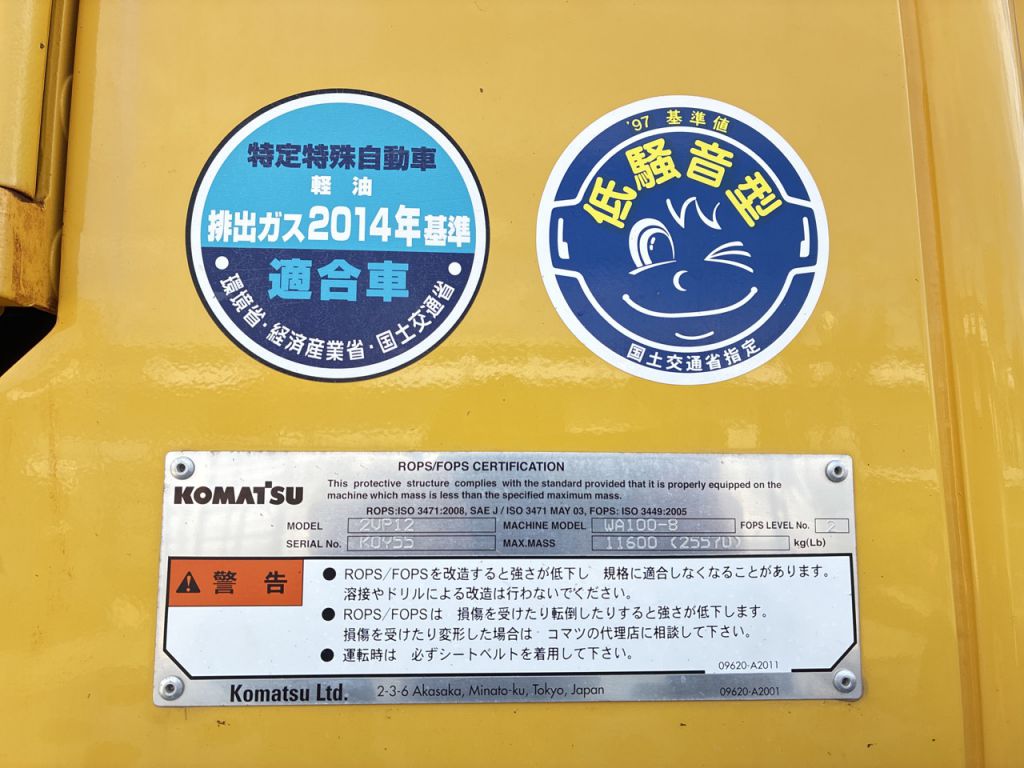 特定特殊自動車
軽 油
排出ガス2014年基準
適合車
●環境省・経済産業省・国土交通省●
'97 基準値
低騒音型
国土交通省指定
ROPS/FOPS CERTIFICATION
KOMATSU
This protective structure complies with the standard provided that it is properly equipped on the
machine which mass is less than the specified maximum mass.
ROPS:ISO 3471:2008, SAE J / ISO 3471 MAY 03, FOPS: ISO 3449:2005
MODEL 2VP12 MACHINE MODEL WA100-8 FOPS LEVEL No. 2
SERIAL No. MAX.MASS 11600 (25570) kg(Lb)
警 告
● ROPS/FOPSを改造すると強さが低下し 規格に適合しなくなることがあります。
溶接やドリルによる改造は行わないでください。
● ROPS/FOPSは 損傷を受けたり転倒したりすると強さが低下します。
損傷を受けたり変形した場合は コマツの代理店に相談して下さい。
● 運転時は 必ずシートベルトを着用して下さい。
09620-A2011
Komatsu Ltd. 2-3-6 Akasaka, Minato-ku, Tokyo, Japan 09620-A2001